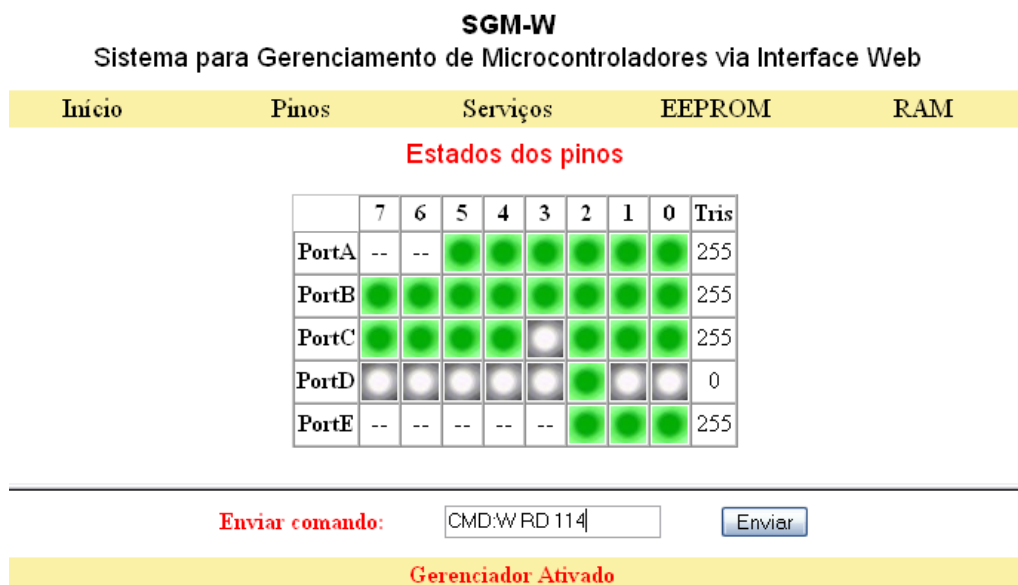 SGM-W
Sistema para Gerenciamento de Microcontroladores via Interface Web
Início Pinos Serviços EEPROM RAM
Estados dos pinos
7 6 5 4 3 2 1 0 Tris
PortA -- -- 255
PortB 255
PortC 255
PortD 0
PortE -- -- -- -- -- 255
Enviar comando: CMD:W RD 114 Enviar
Gerenciador Ativado